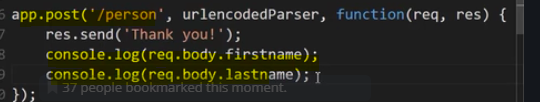 app.post('/person', urlencodedParser, function(req, res) {
res.send('Thank you!');
console.log(req.body.firstname);
console.log(req.body.lastname);
37 people bookmarked this moment.
});